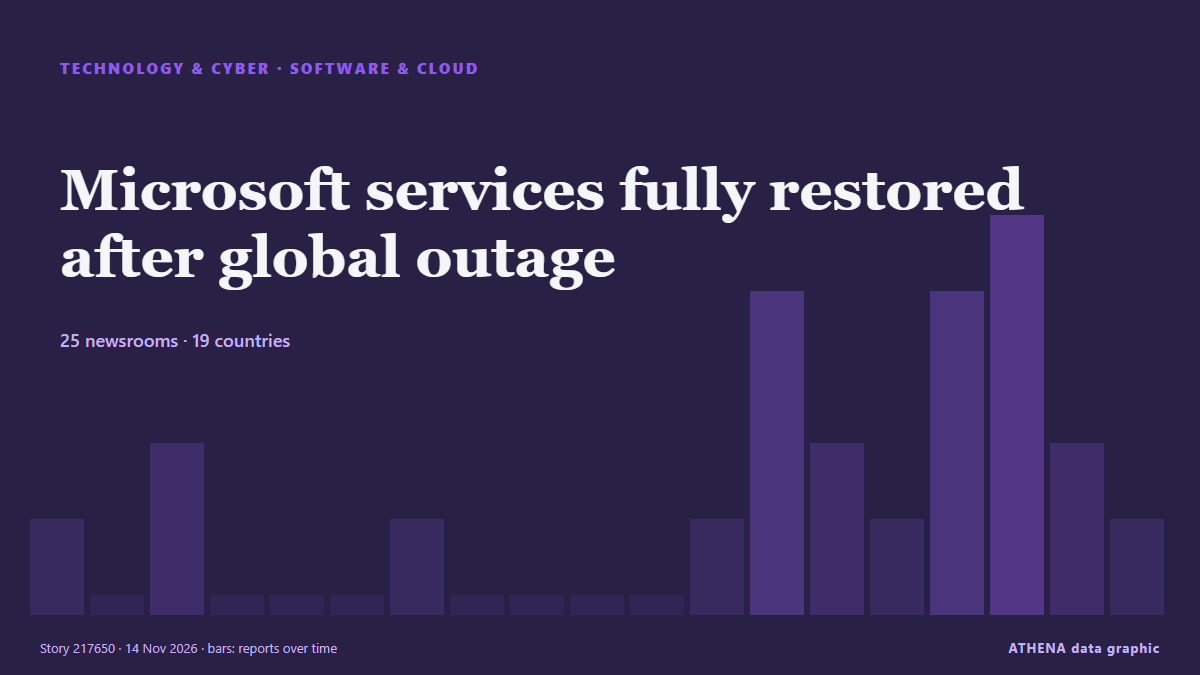 TECHNOLOGY & CYBER · SOFTWARE & CLOUD
Microsoft services fully restored
after global outage
25 newsrooms · 19 countries
Story 217650 · 14 Nov 2026 · bars: reports over time
ATHENA data graphic